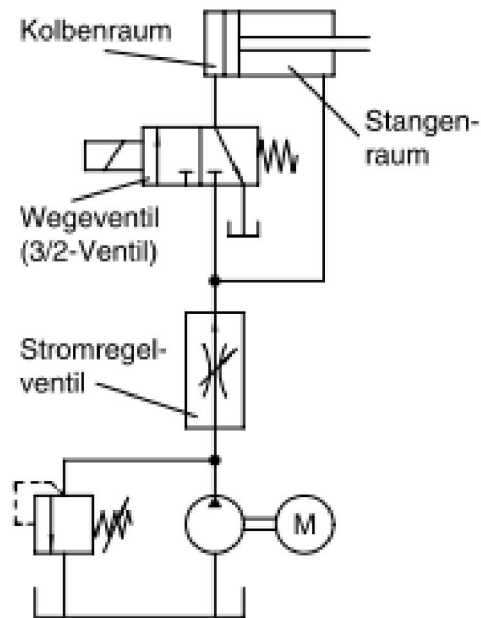 Kolbenraum
Stangen-
raum
Wegeventil
(3/2-Ventil)
Stromregel-
ventil
M